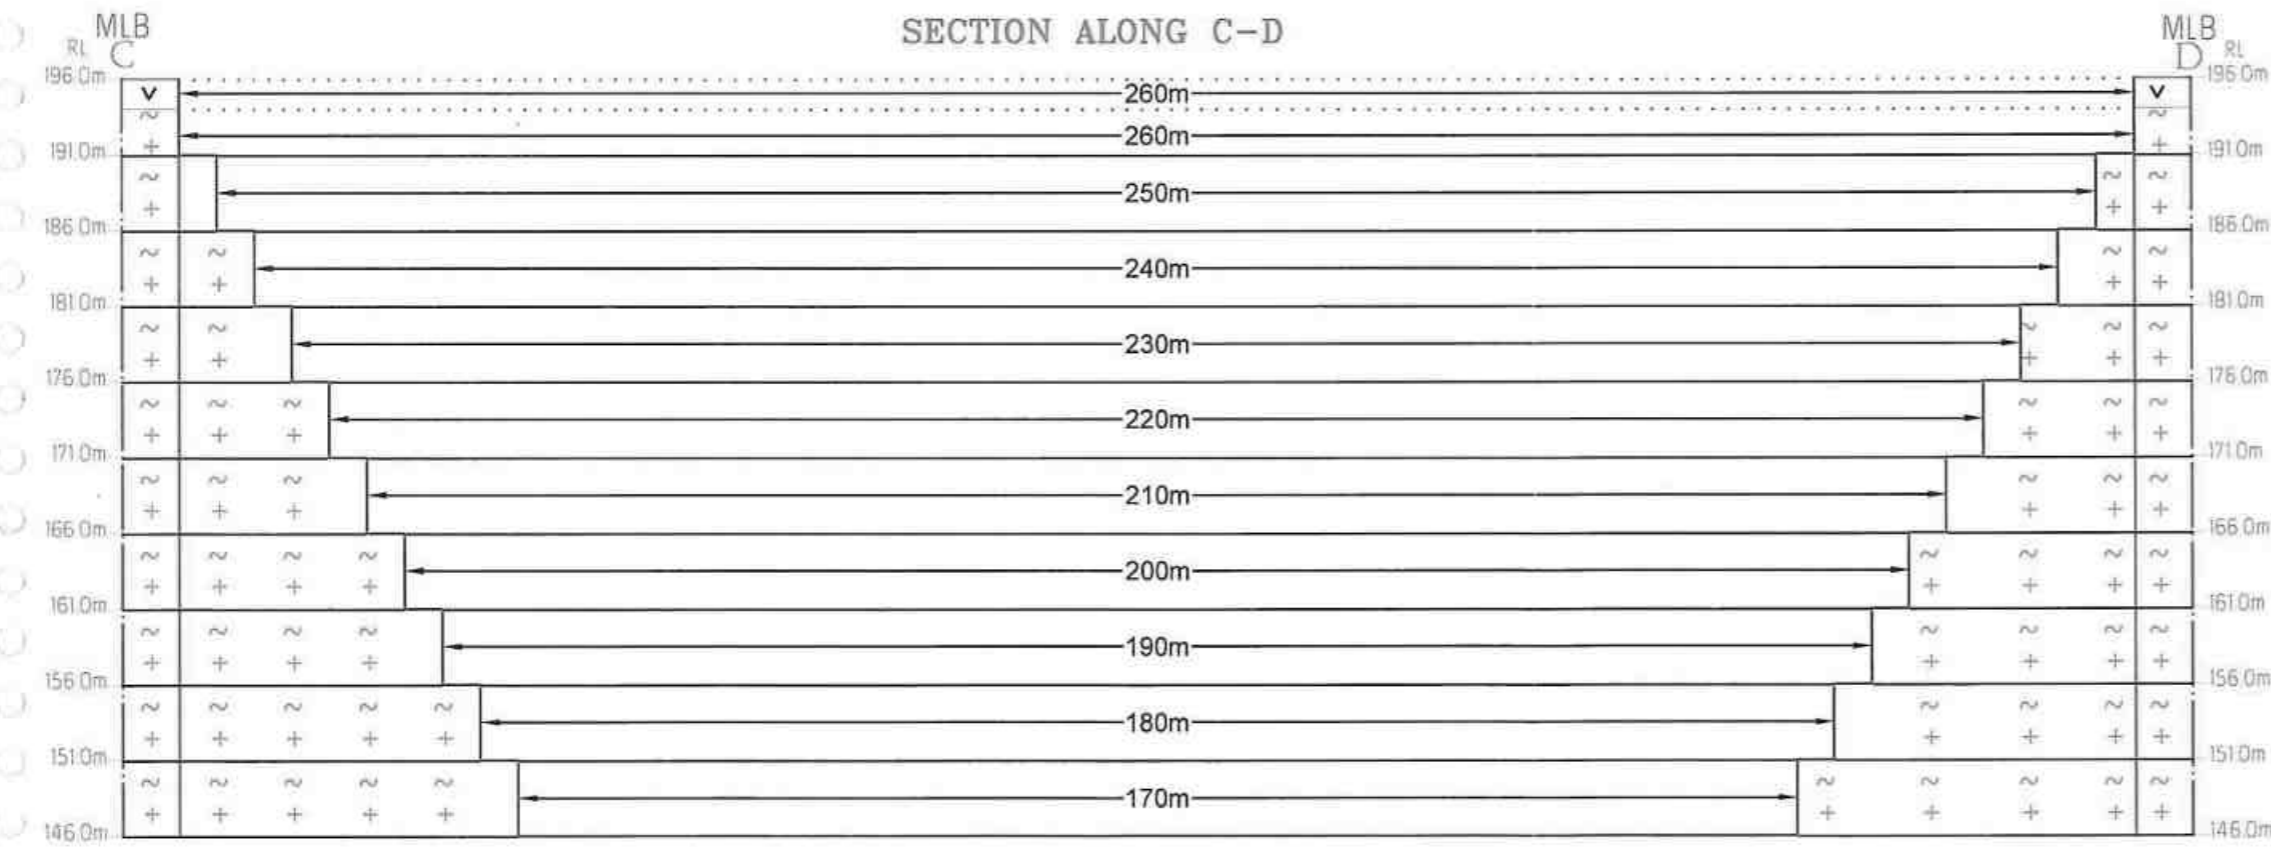 SECTION ALONG C-D
MLB MLB
RL C D RL
196.0m V 260m V 196.0m
260m
191.0m 191.0m
250m
186.0m 186.0m
240m
181.0m 181.0m
230m
176.0m 176.0m
220m
171.0m 171.0m
210m
166.0m 166.0m
200m
161.0m 161.0m
190m
156.0m 156.0m
180m
151.0m 151.0m
170m
146.0m 146.0m